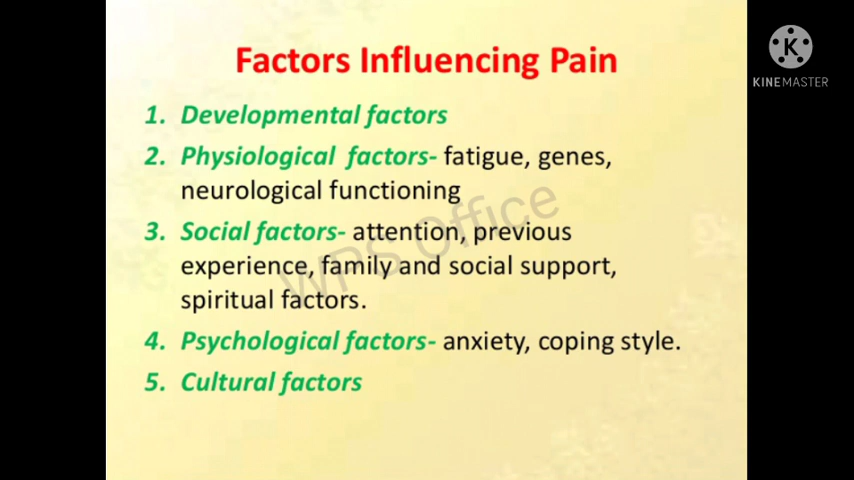 Factors Influencing Pain
K
KINEMASTER
1. Developmental factors
2. Physiological factors- fatigue, genes,
neurological functioning
3. Social factors- attention, previous
experience, family and social support,
spiritual factors.
4. Psychological factors- anxiety, coping style.
5. Cultural factors
WPS Office